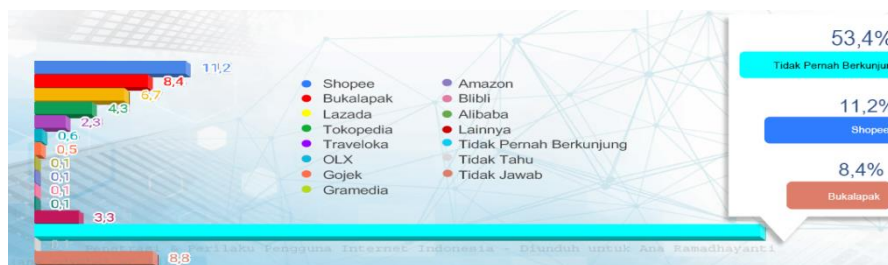 53,4%
Tidak Pernah Berkunju
11,2%
Shopee
8,4%
Bukalapak
11,2
8,4
6,7
4,3
2,3
0,6
0,5
0,1
0,1
0,1
0,1
3,3
8,8
Shopee
Bukalapak
Lazada
Tokopedia
Traveloka
OLX
Gojek
Gramedia
Amazon
Blibli
Alibaba
Lainnya
Tidak Pernah Berkunjung
Tidak Tahu
Tidak Jawab
Penetrasi & Perilaku Pengguna Internet Indonesia - Diunduh untuk Ana Ramadhayanti